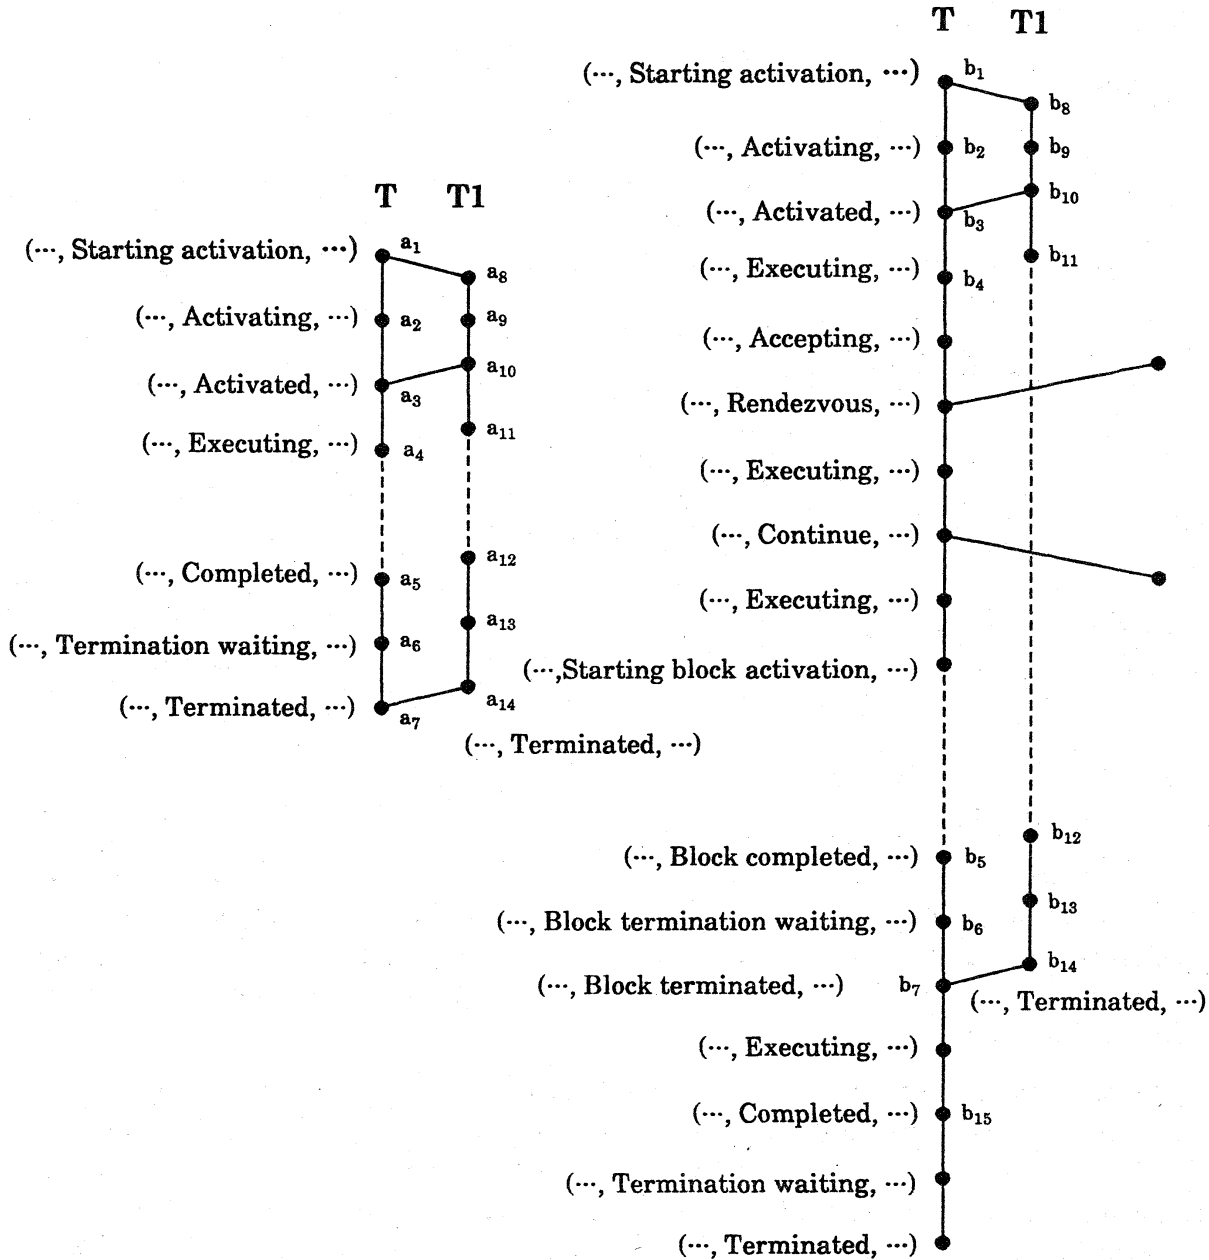 T T1
(···, Starting activation, ···) a₁
a₈
(···, Activating, ···) a₂ a₉
a₁₀
(···, Activated, ···) a₃
a₁₁
(···, Executing, ···) a₄
a₁₂
(···, Completed, ···) a₅
a₁₃
(···, Termination waiting, ···) a₆
a₁₄
(···, Terminated, ···) a₇
(···, Terminated, ···)
T T1
(···, Starting activation, ···) b₁
b₈
(···, Activating, ···) b₂ b₉
b₁₀
(···, Activated, ···) b₃
b₁₁
(···, Executing, ···) b₄
(···, Accepting, ···)
(···, Rendezvous, ···)
(···, Executing, ···)
(···, Continue, ···)
(···, Executing, ···)
(···,Starting block activation, ···)
b₁₂
(···, Block completed, ···) b₅
b₁₃
(···, Block termination waiting, ···) b₆
b₁₄
(···, Block terminated, ···) b₇
(···, Terminated, ···)
(···, Executing, ···)
(···, Completed, ···) b₁₅
(···, Termination waiting, ···)
(···, Terminated, ···)